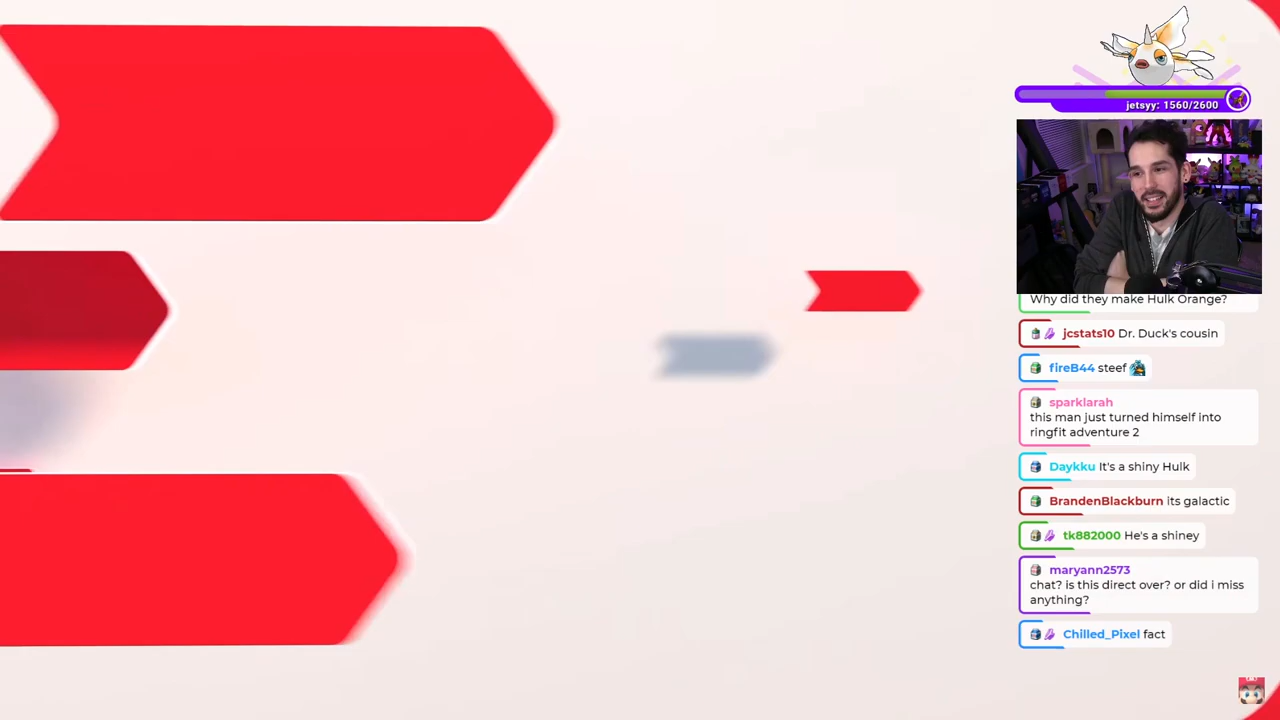 jetsyy: 1560/2600
Why did they make Hulk Orange?
jcstats10 Dr. Duck's cousin
fireB44 steef
sparklarah
this man just turned himself into
ringfit adventure 2
Daykku It's a shiny Hulk
BrandenBlackburn its galactic
tk882000 He's a shiney
maryann2573
chat? is this direct over? or did i miss
anything?
Chilled_Pixel fact